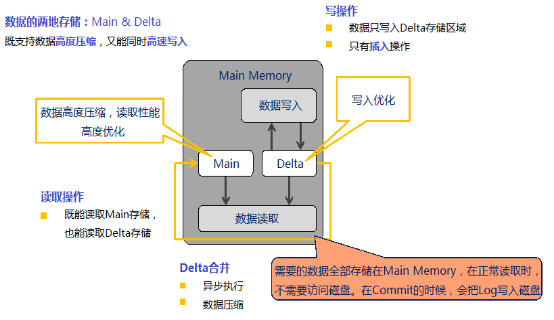 数据的两地存储：Main & Delta
既支持数据高度压缩，又能同时高速写入
写操作
数据只写入Delta存储区域
只有插入操作
Main Memory
数据写入
数据高度压缩，读取性能
高度优化
写入优化
Main
Delta
读取操作
既能读取Main存储，
也能读取Delta存储
数据读取
Delta合并
异步执行
数据压缩
需要的数据全部存储在Main Memory，在正常读取时，
不需要访问磁盘。在Commit的时候，会把Log写入磁盘